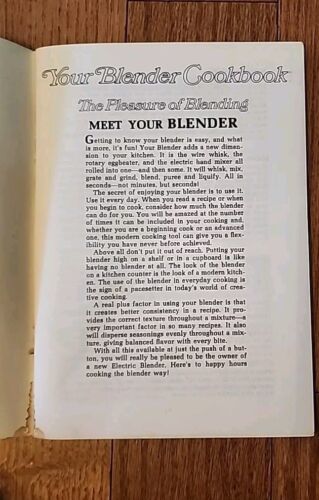 Your Blender Cookbook
The Pleasure of Blending
MEET YOUR BLENDER
Getting to know your blender is easy, and what
is more, it's fun! Your Blender adds a new dimen-
sion to your kitchen. It is the wire whisk, the
rotary eggbeater, and the electric hand mixer all
rolled into one—and then some. It will whisk, mix,
grate and grind, blend, puree and liquify. All in
seconds—not minutes, but seconds!
The secret of enjoying your blender is to use it.
Use it every day. When you read a recipe or when
you begin to cook, consider how much the blender
can do for you. You will be amazed at the number
of times it can be included in your cooking and,
whether you are a beginning cook or an advanced
one, this modern cooking tool can give you a flex-
ibility you have never before achieved.
Above all don't put it out of reach. Putting your
blender high on a shelf or in a cupboard is like
having no blender at all. The look of the blender
on a kitchen counter is the look of a modern kitch-
en. The use of the blender in everyday cooking is
the sign of a pacesetter in today's world of crea-
tive cooking.
A real plus factor in using your blender is that
it creates better consistency in a recipe. It pro-
vides the correct texture throughout a mixture—a
very important factor in so many recipes. It also
will disperse seasonings evenly throughout a mix-
ture, giving balanced flavor with every bite.
With all this available at just the push of a but-
ton, you will really be pleased to be the owner of
a new Electric Blender. Here's to happy hours
cooking the blender way!